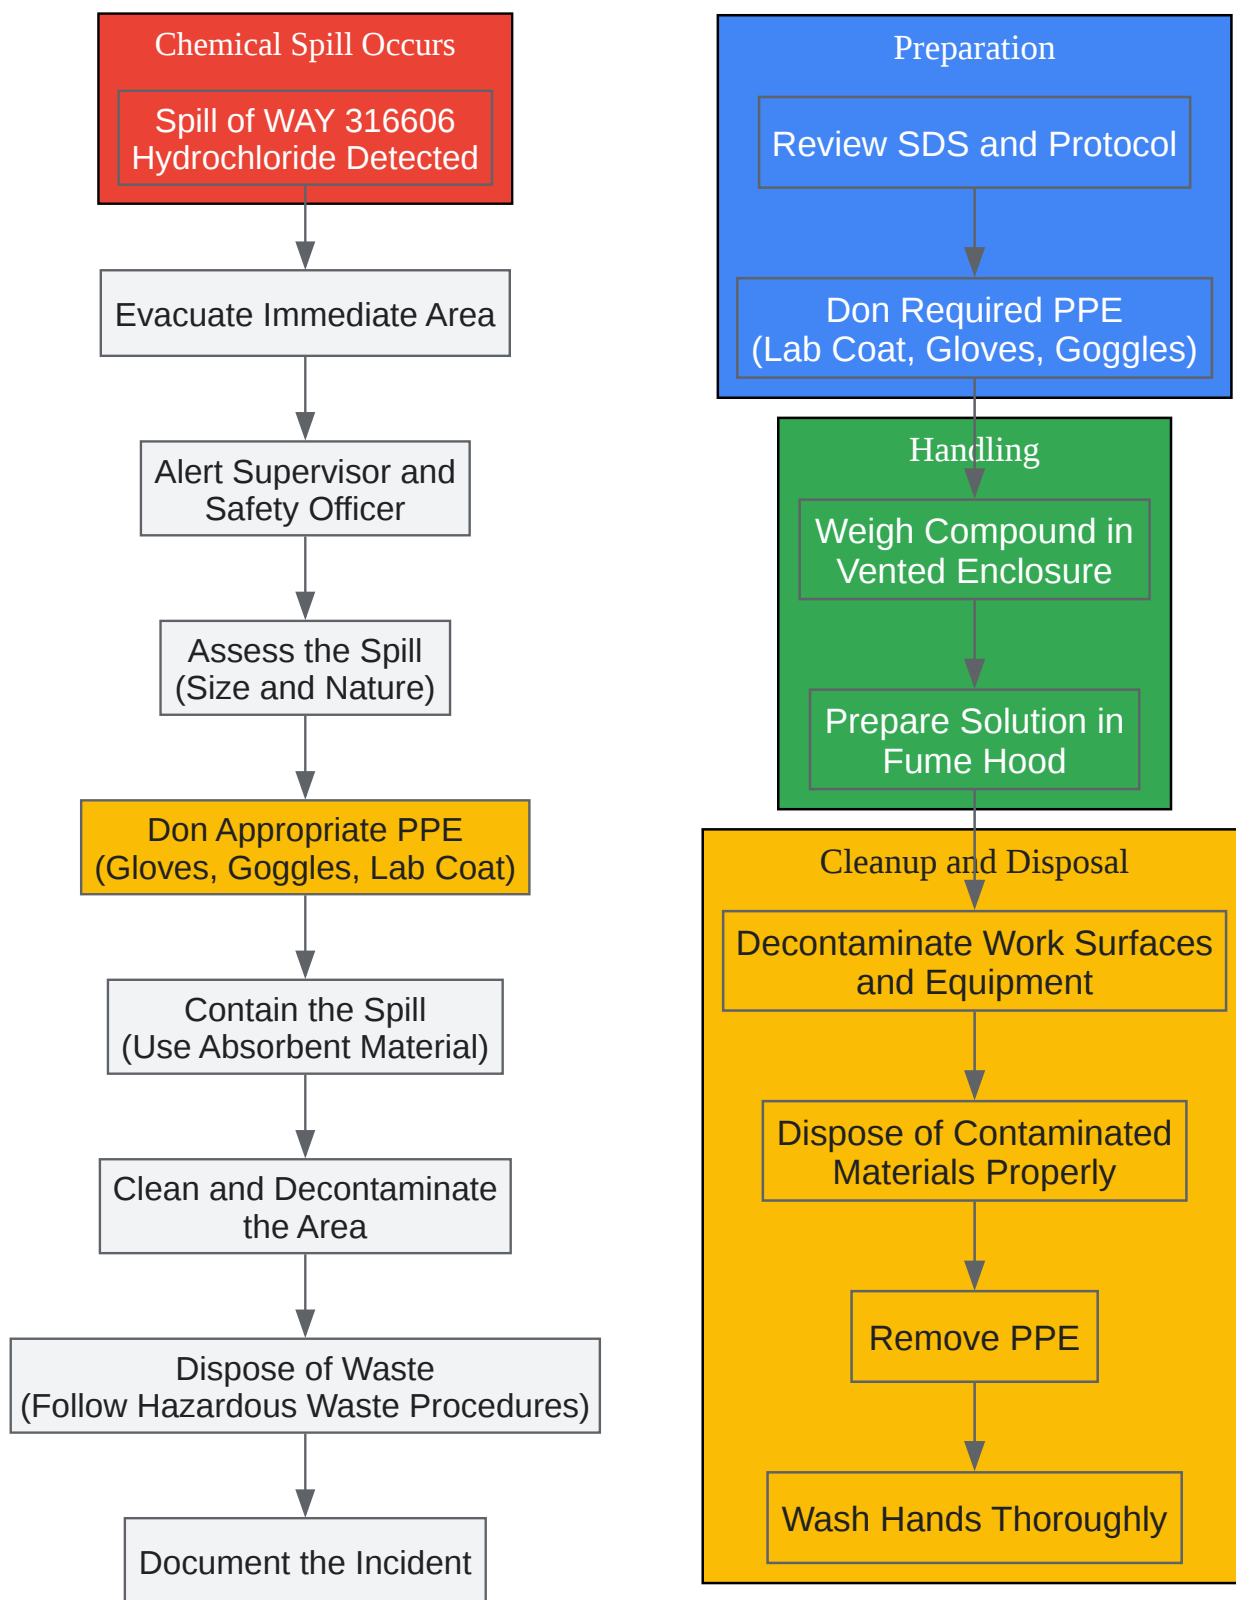 Chemical Spill Occurs
Spill of WAY 316606
Hydrochloride Detected
Evacuate Immediate Area
Alert Supervisor and
Safety Officer
Assess the Spill
(Size and Nature)
Don Appropriate PPE
(Gloves, Goggles, Lab Coat)
Contain the Spill
(Use Absorbent Material)
Clean and Decontaminate
the Area
Dispose of Waste
(Follow Hazardous Waste Procedures)
Document the Incident
Preparation
Review SDS and Protocol
Don Required PPE
(Lab Coat, Gloves, Goggles)
Handling
Weigh Compound in
Vented Enclosure
Prepare Solution in
Fume Hood
Cleanup and Disposal
Decontaminate Work Surfaces
and Equipment
Dispose of Contaminated
Materials Properly
Remove PPE
Wash Hands Thoroughly